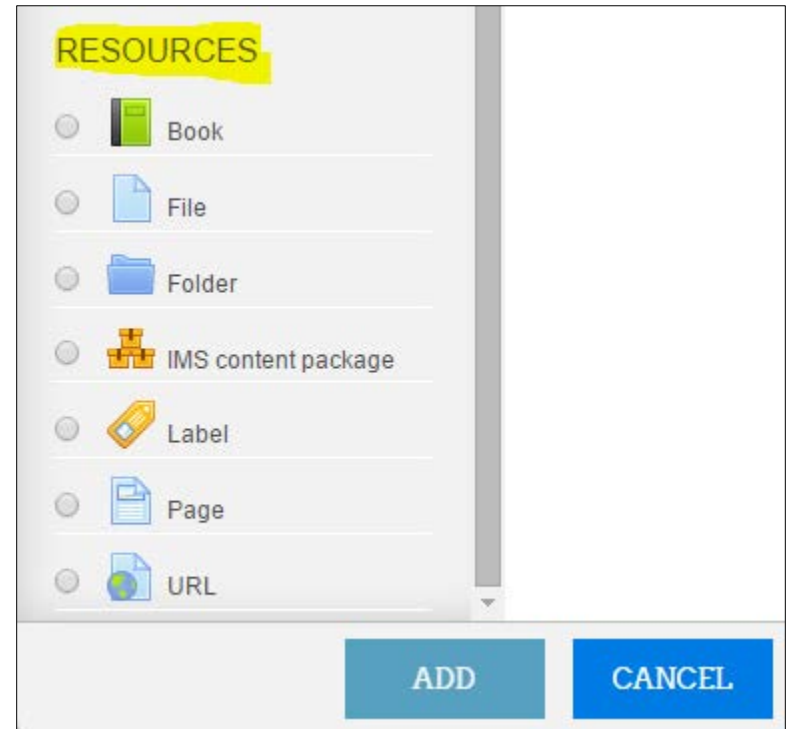 RESOURCES
Book
File
Folder
IMS content package
Label
Page
URL
ADD CANCEL